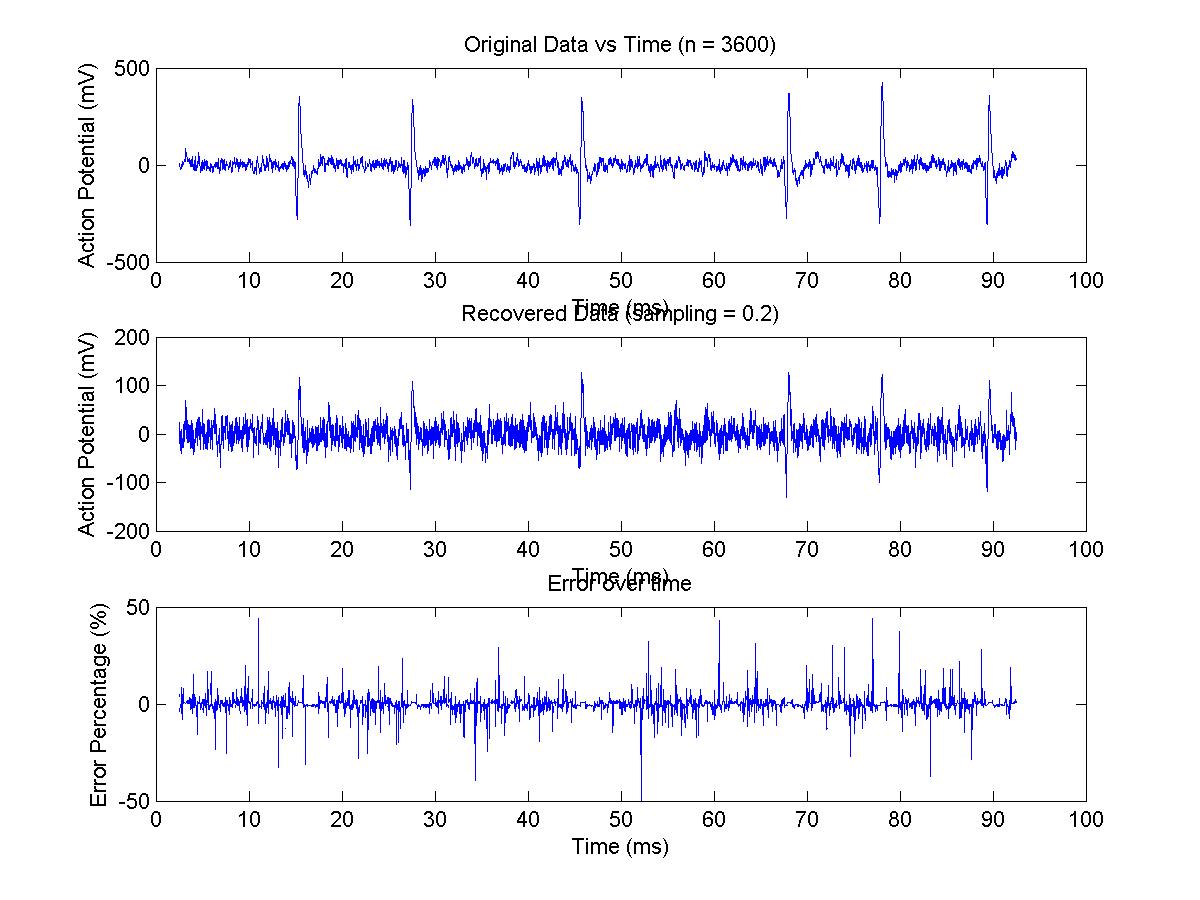 Original Data vs Time (n = 3600)
Action Potential (mV)
500
0
-500
0 10 20 30 40 50 60 70 80 90 100
Time (ms)
Recovered Data (sampling = 0.2)
Action Potential (mV)
200
100
0
-100
-200
0 10 20 30 40 50 60 70 80 90 100
Time (ms)
Error over time
Error Percentage (%)
50
0
-50
0 10 20 30 40 50 60 70 80 90 100
Time (ms)